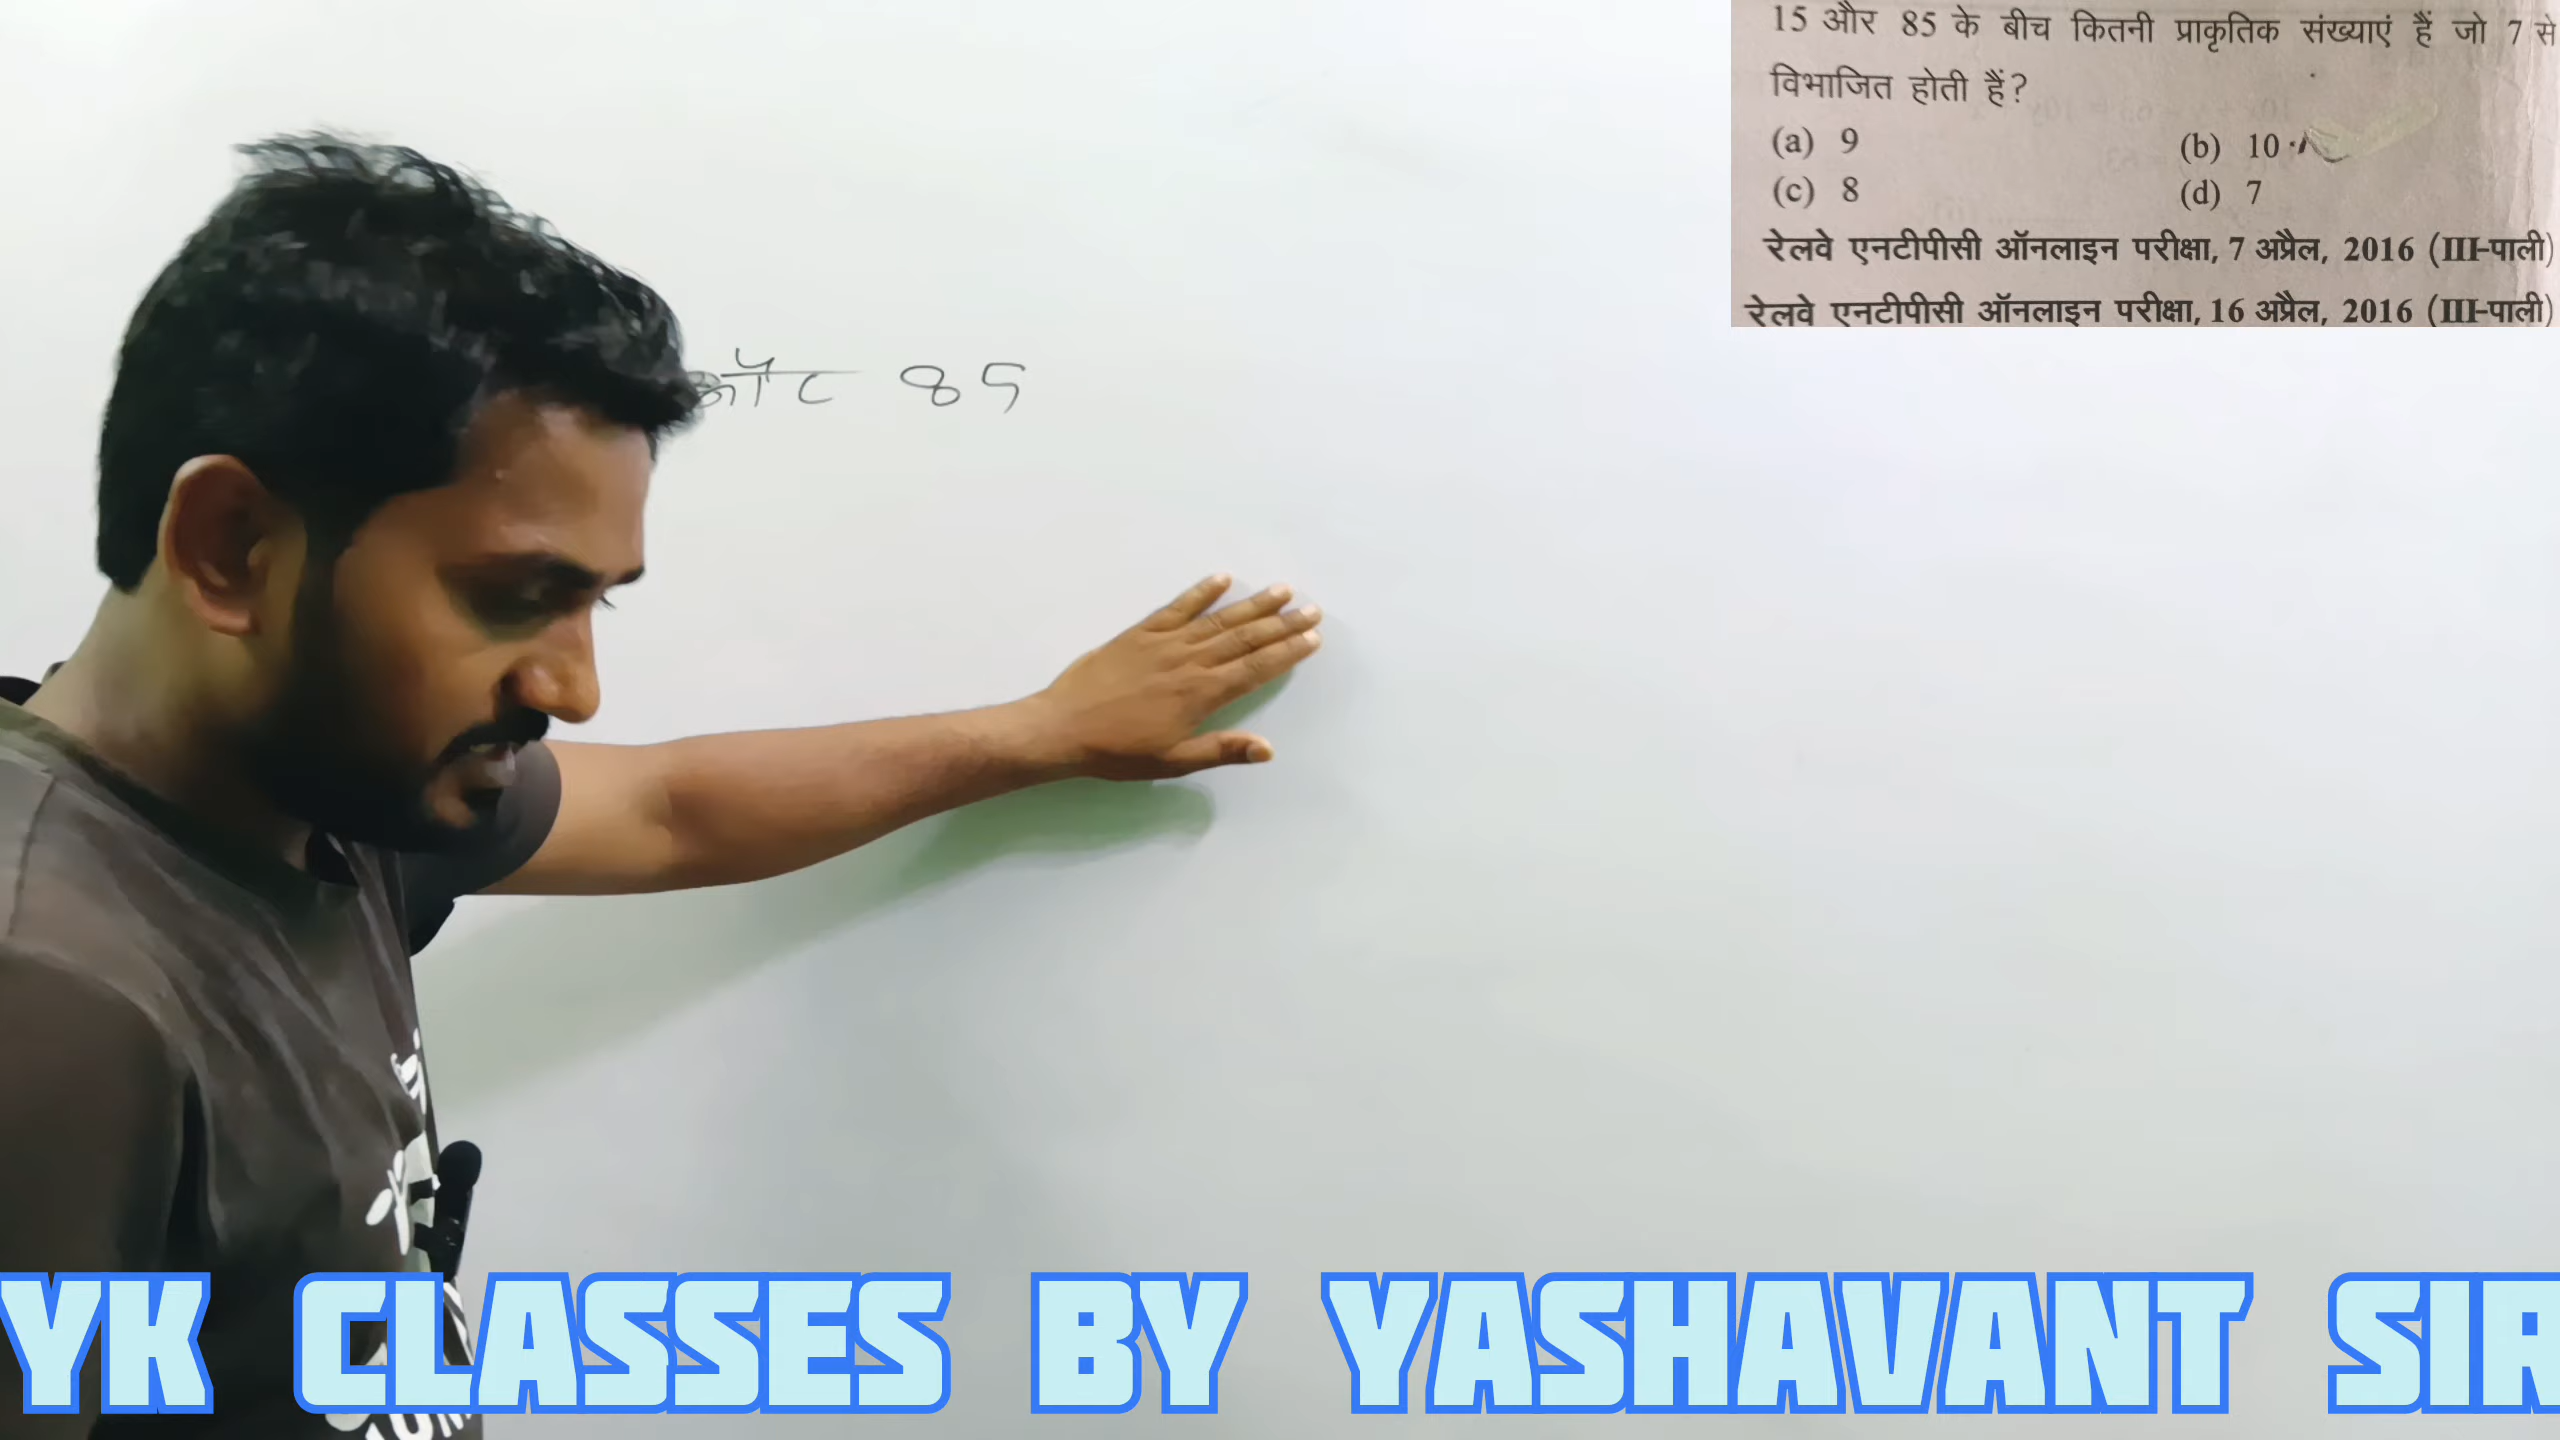 15 और 85 के बीच कितनी प्राकृतिक संख्याएं हैं जो 7 से
विभाजित होती हैं?
(a) 9 (b) 10
(c) 8 (d) 7
रेलवे एनटीपीसी ऑनलाइन परीक्षा, 7 अप्रैल, 2016 (III-पाली)
रेलवे एनटीपीसी ऑनलाइन परीक्षा, 16 अप्रैल, 2016 (III-पाली)
85
YK CLASSES BY YASHAVANT SIR